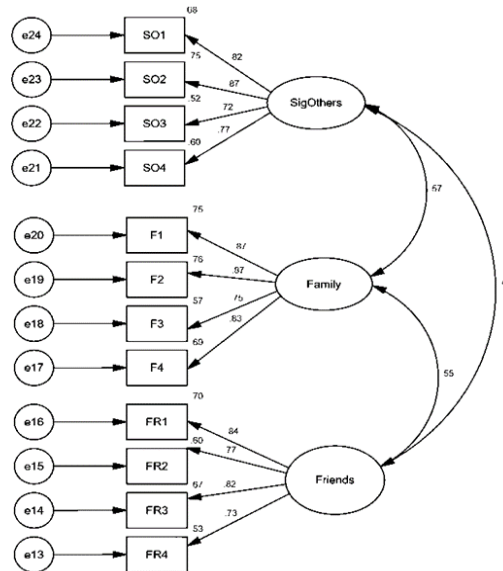 .68
e24 SO1 .82
.75
e23 SO2 .87
SigOthers
.52
e22 SO3 .72
.77
.60
e21 SO4
.57
.75
e20 F1
.87
.76
e19 F2
Family
.57
.75
e18 F3
.83
.69
e17 F4
.55
.70
e16 FR1
.84
.60
.77
e15 FR2
Friends
.67
.82
e14 FR3
.73
.53
e13 FR4